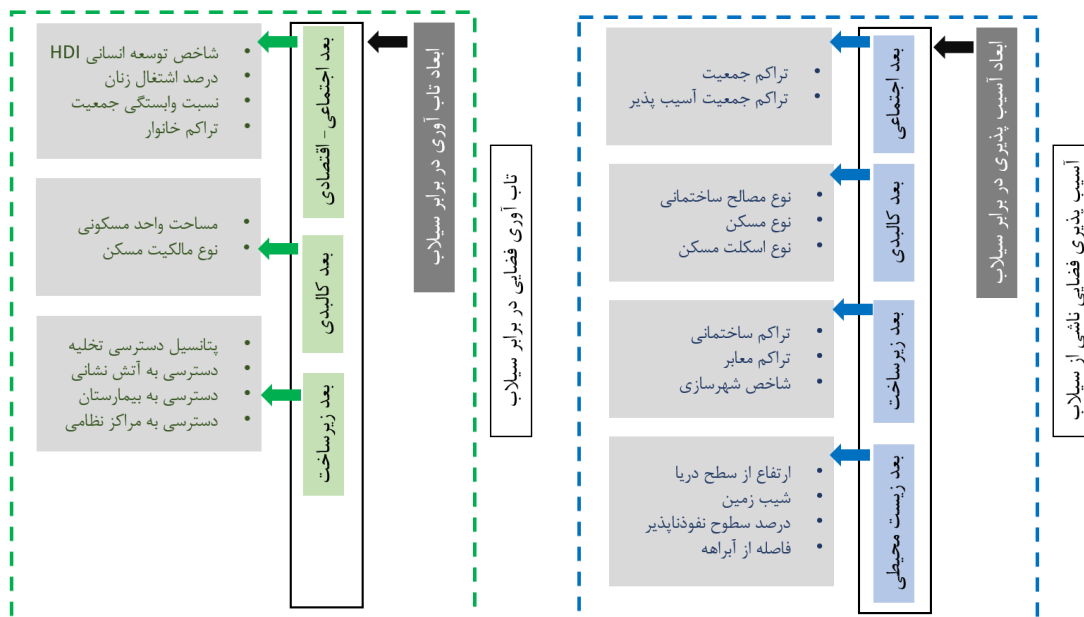 آسیب پذیری فضایی ناشی از سیلاب
ابعاد آسیب پذیری در برابر سیلاب
بعد اجتماعی
تراکم جمعیت
تراکم جمعیت آسیب پذیر
بعد کالبدی
نوع مصالح ساختمانی
نوع مسکن
نوع اسکلت مسکن
بعد زیرساخت
تراکم ساختمانی
تراکم معابر
شاخص شهرسازی
بعد زیست محیطی
ارتفاع از سطح دریا
شیب زمین
درصد سطوح نفوذناپذیر
فاصله از آبراهه
تاب آوری فضایی در برابر سیلاب
ابعاد تاب آوری در برابر سیلاب
بعد اجتماعی - اقتصادی
شاخص توسعه انسانی HDI
درصد اشتغال زنان
نسبت وابستگی جمعیت
تراکم خانوار
بعد کالبدی
مساحت واحد مسکونی
نوع مالکیت مسکن
بعد زیرساخت
پتانسیل دسترسی تخلیه
دسترسی به آتش نشانی
دسترسی به بیمارستان
دسترسی به مراکز نظامی